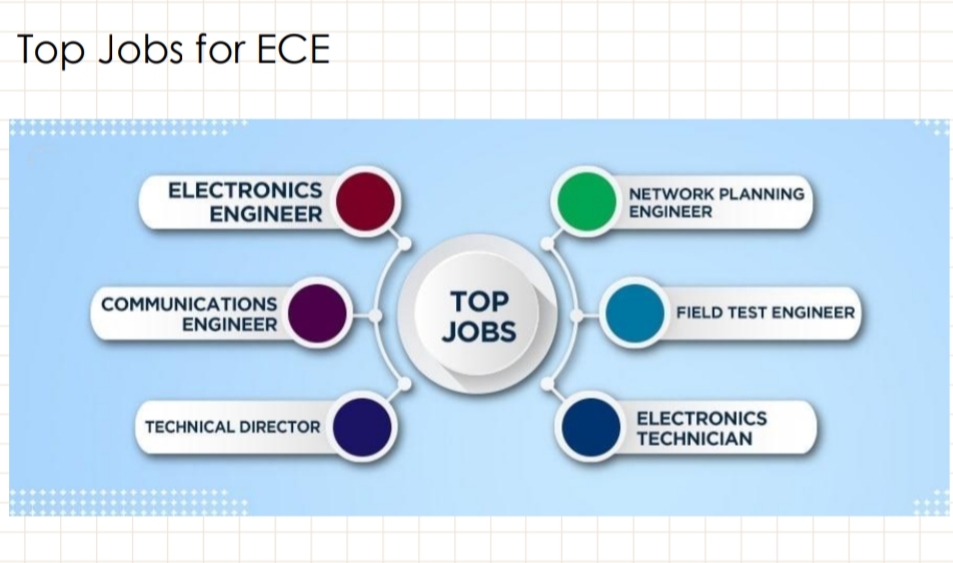 Top Jobs for ECE
ELECTRONICS
ENGINEER
COMMUNICATIONS
ENGINEER
TECHNICAL DIRECTOR
TOP
JOBS
NETWORK PLANNING
ENGINEER
FIELD TEST ENGINEER
ELECTRONICS
TECHNICIAN